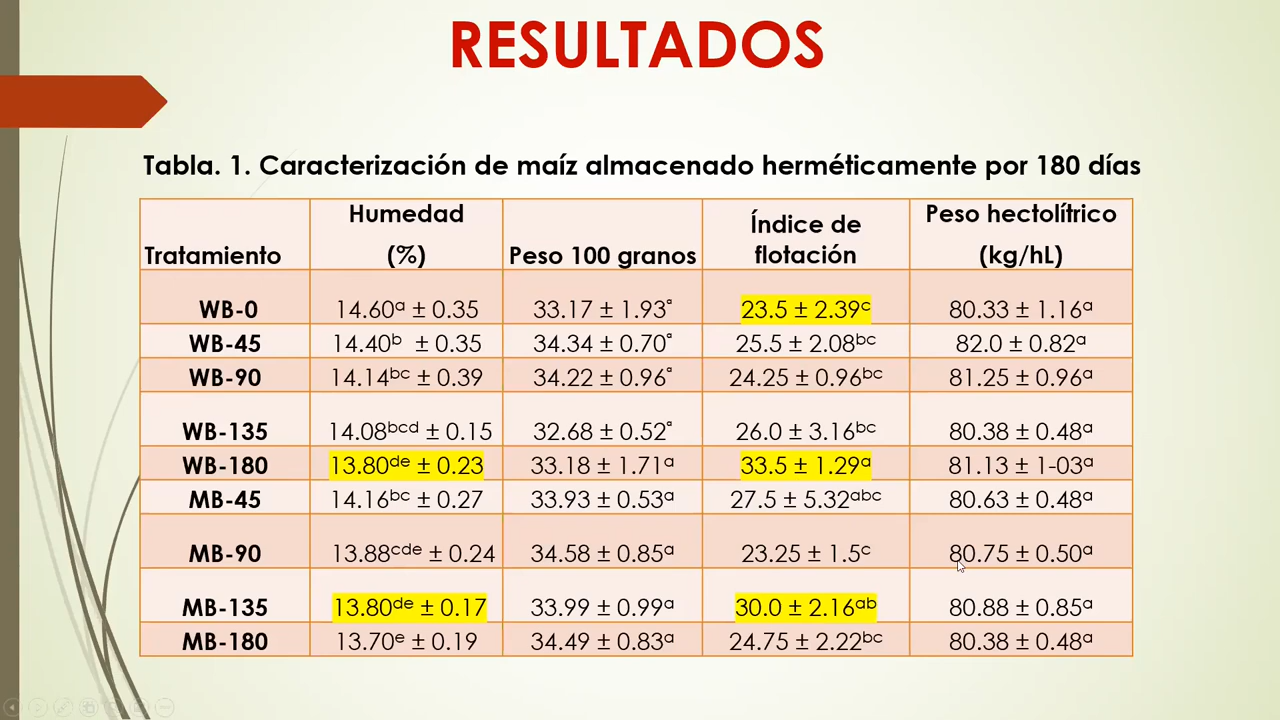 RESULTADOS
Tabla. 1. Caracterización de maíz almacenado herméticamente por 180 días
Tratamiento Humedad (%) Peso 100 granos Índice de flotación Peso hectolítrico (kg/hL)
WB-0 14.60ᵃ ± 0.35 33.17 ± 1.93ª 23.5 ± 2.39ᶜ 80.33 ± 1.16ᵃ
WB-45 14.40ᵇ ± 0.35 34.34 ± 0.70ª 25.5 ± 2.08ᵇᶜ 82.0 ± 0.82ᵃ
WB-90 14.14ᵇᶜ ± 0.39 34.22 ± 0.96ª 24.25 ± 0.96ᵇᶜ 81.25 ± 0.96ᵃ
WB-135 14.08ᵇᶜᵈ ± 0.15 32.68 ± 0.52ª 26.0 ± 3.16ᵇᶜ 80.38 ± 0.48ᵃ
WB-180 13.80ᵈᵉ ± 0.23 33.18 ± 1.71ᵃ 33.5 ± 1.29ᵃ 81.13 ± 1-03ᵃ
MB-45 14.16ᵇᶜ ± 0.27 33.93 ± 0.53ᵃ 27.5 ± 5.32ᵃᵇᶜ 80.63 ± 0.48ᵃ
MB-90 13.88ᶜᵈᵉ ± 0.24 34.58 ± 0.85ᵃ 23.25 ± 1.5ᶜ 80.75 ± 0.50ᵃ
MB-135 13.80ᵈᵉ ± 0.17 33.99 ± 0.99ᵃ 30.0 ± 2.16ᵃᵇ 80.88 ± 0.85ᵃ
MB-180 13.70ᵉ ± 0.19 34.49 ± 0.83ᵃ 24.75 ± 2.22ᵇᶜ 80.38 ± 0.48ᵃ